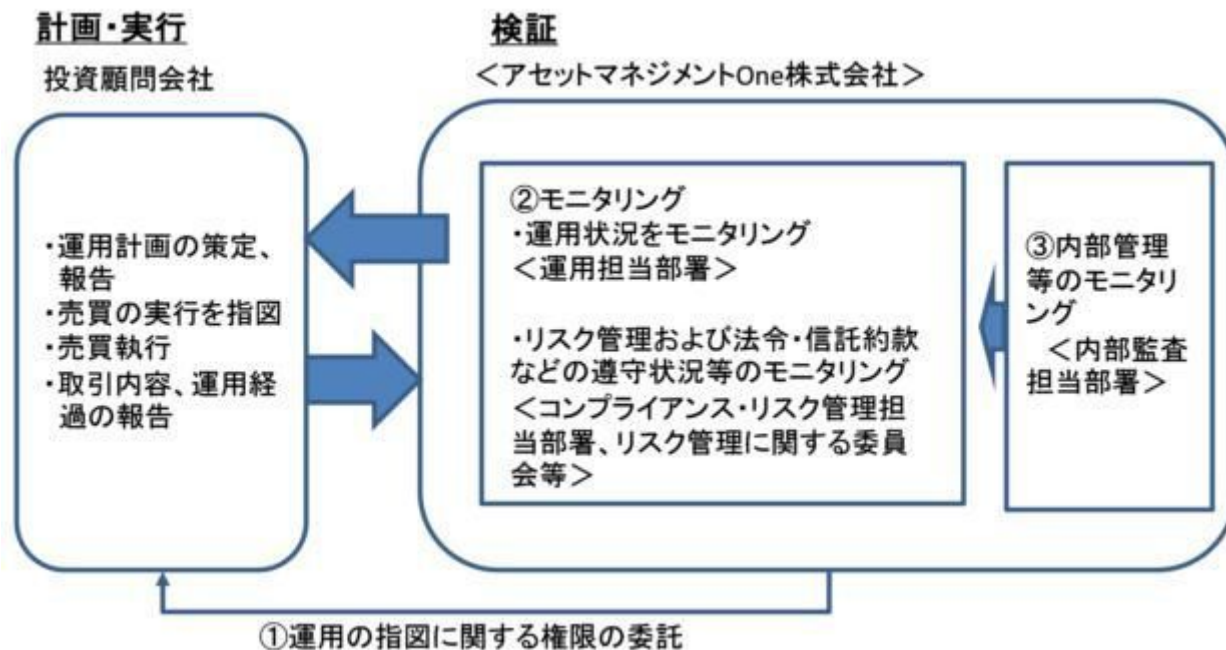 計画・実行
投資顧問会社
・運用計画の策定、
報告
・売買の実行を指図
・売買執行
・取引内容、運用経
過の報告
検証
＜アセットマネジメントOne株式会社＞
②モニタリング
・運用状況をモニタリング
＜運用担当部署＞
・リスク管理および法令・信託約款
などの遵守状況等のモニタリング
＜コンプライアンス・リスク管理担
当部署、リスク管理に関する委員
会等＞
③内部管理
等のモニタリ
ング
＜内部監査
担当部署＞
①運用の指図に関する権限の委託